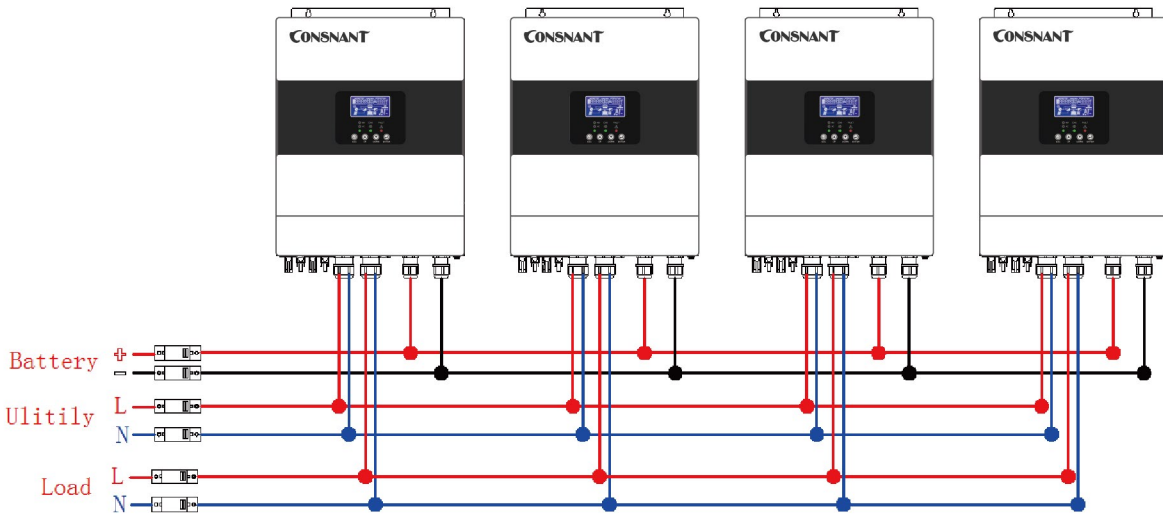 CONSNANT CONSNANT CONSNANT CONSNANT
Battery +
−
Ulitily L
N
Load L
N